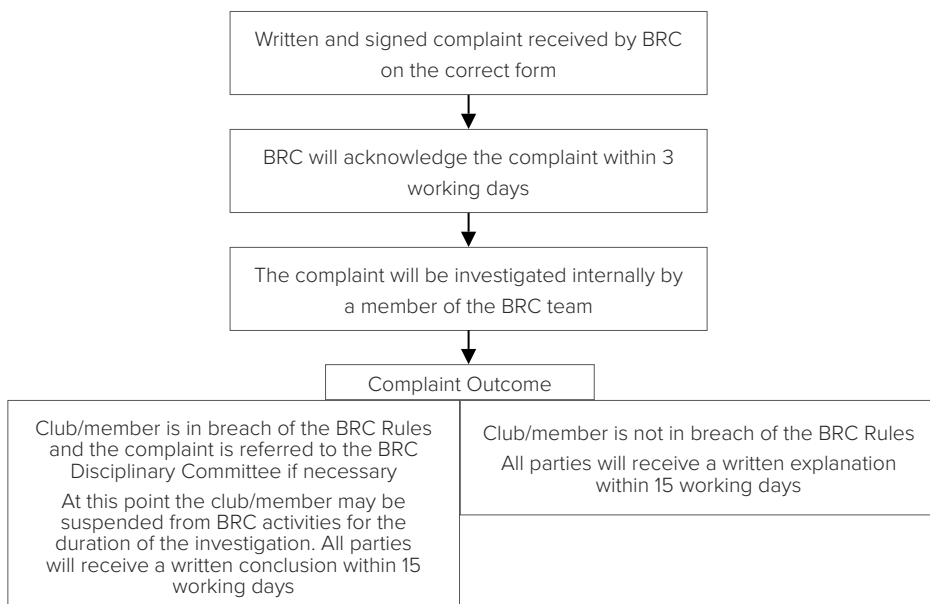 Written and signed complaint received by BRC
on the correct form
BRC will acknowledge the complaint within 3
working days
The complaint will be investigated internally by
a member of the BRC team
Complaint Outcome
Club/member is in breach of the BRC Rules
and the complaint is referred to the BRC
Disciplinary Committee if necessary
At this point the club/member may be
suspended from BRC activities for the
duration of the investigation. All parties
will receive a written conclusion within 15
working days
Club/member is not in breach of the BRC Rules
All parties will receive a written explanation
within 15 working days